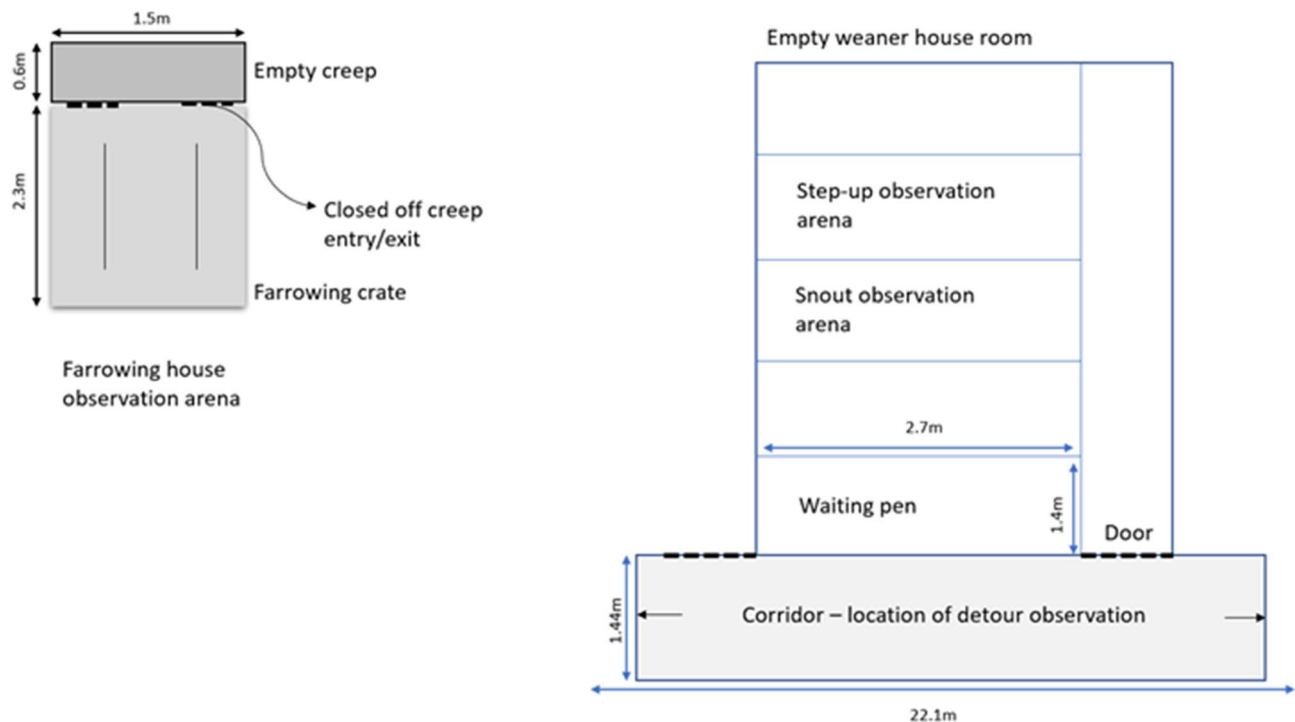 1.5m
0.6m
Empty creep
2.3m
Closed off creep
entry/exit
Farrowing crate
Farrowing house
observation arena
Empty weaner house room
Step-up observation
arena
Snout observation
arena
2.7m
Waiting pen
1.4m
Door
1.44m
Corridor – location of detour observation
22.1m